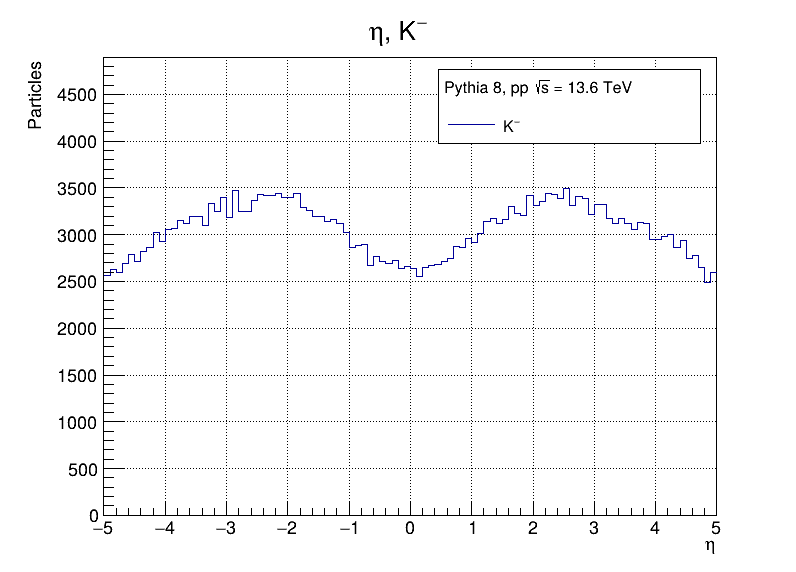 η, K⁻
Particles
Pythia 8, pp √s = 13.6 TeV
K⁻
4500
4000
3500
3000
2500
2000
1500
1000
500
0
−5 −4 −3 −2 −1 0 1 2 3 4 5
η